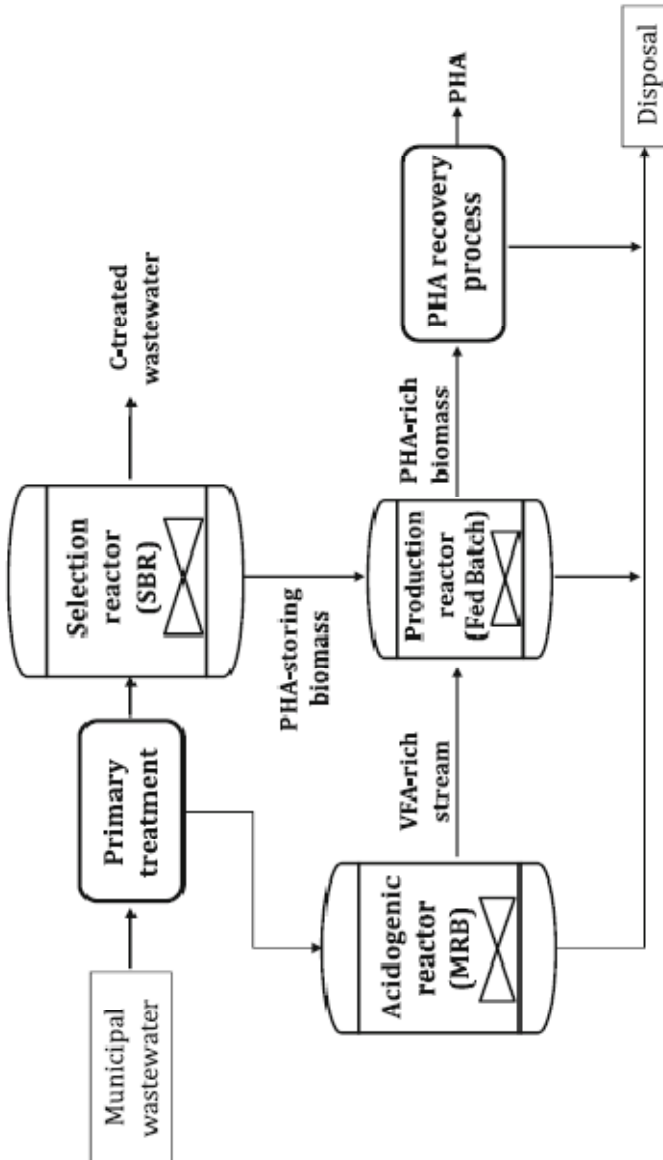 Municipal
wastewater
Primary
treatment
Selection
reactor
(SBR)
C-treated
wastewater
PHA-storing
biomass
Acidogenic
reactor
(MRB)
VFA-rich
stream
Production
reactor
(Fed Batch)
PHA-rich
biomass
PHA recovery
process
PHA
Disposal